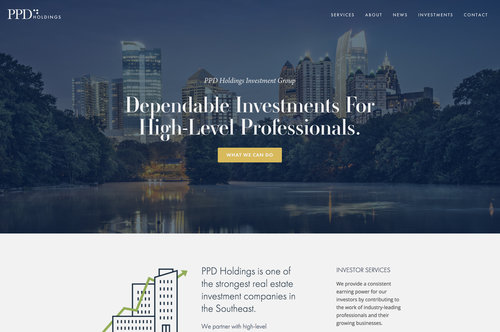 PPD
HOLDINGS
SERVICES ABOUT NEWS INVESTMENTS CONTACT
PPD Holdings Investment Group
Dependable Investments For
High-Level Professionals.
WHAT WE CAN DO
PPD Holdings is one of
the strongest real estate
investment companies in
the Southeast.
We partner with high-level
INVESTOR SERVICES
We provide a consistent
earning power for our
investors by contributing to
the work of industry-leading
professionals and their
growing businesses.